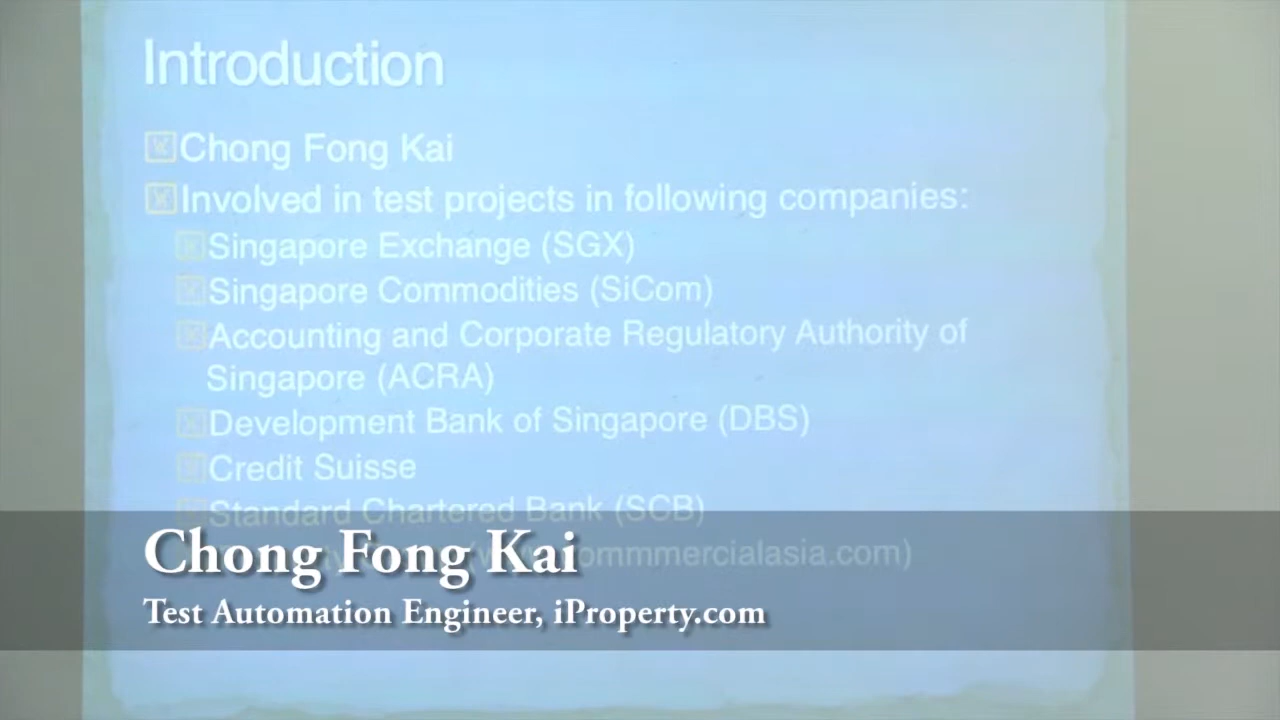 Introduction
Chong Fong Kai
Involved in test projects in following companies:
Singapore Exchange (SGX)
Singapore Commodities (SiCom)
Accounting and Corporate Regulatory Authority of
Singapore (ACRA)
Development Bank of Singapore (DBS)
Credit Suisse
Standard Chartered Bank (SCB)
commmercialasia.com)
Chong Fong Kai
Test Automation Engineer, iProperty.com